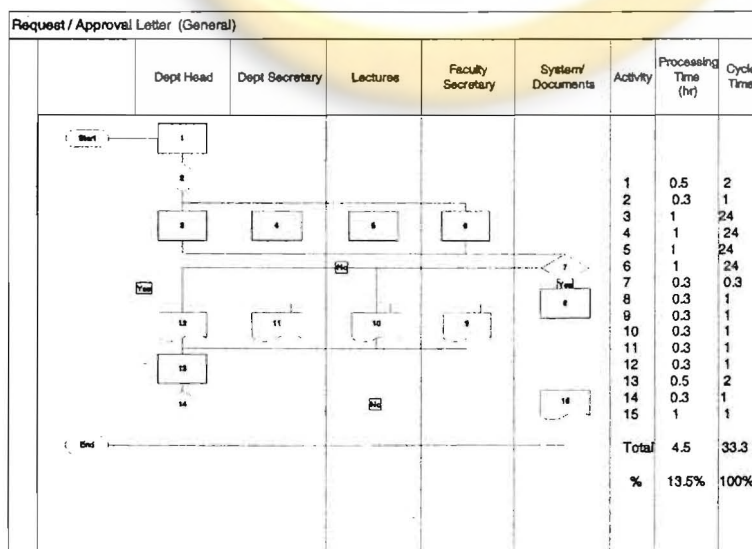 Request / Approval Letter (General)
Dept Head Dept Secretary Lectures Faculty Secretary System/ Documents Activity Processing Time (hr) Cycle Time
Start 1
2
3 4 5 6
No 7
Yes Yes
8
12 11 10 9
13
14 No
End
1 0.5 2
2 0.3 1
3 1 24
4 1 24
5 1 24
6 1 24
7 0.3 0.3
8 0.3 1
9 0.3 1
10 0.3 1
11 0.3 1
12 0.3 1
13 0.5 2
14 0.3 1
15 1 1
Total 4.5 33.3
% 13.5% 100%